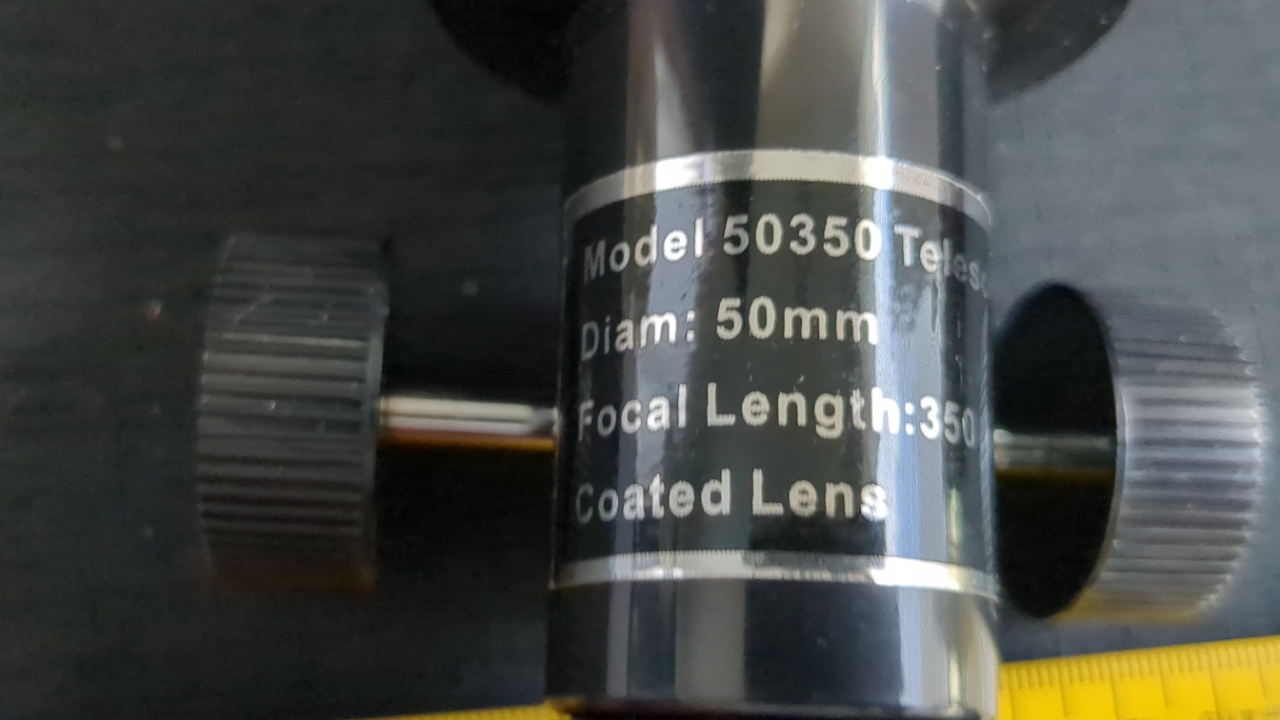 Model 50350
Diam: 50mm
Focal Length:350
Coated Lens